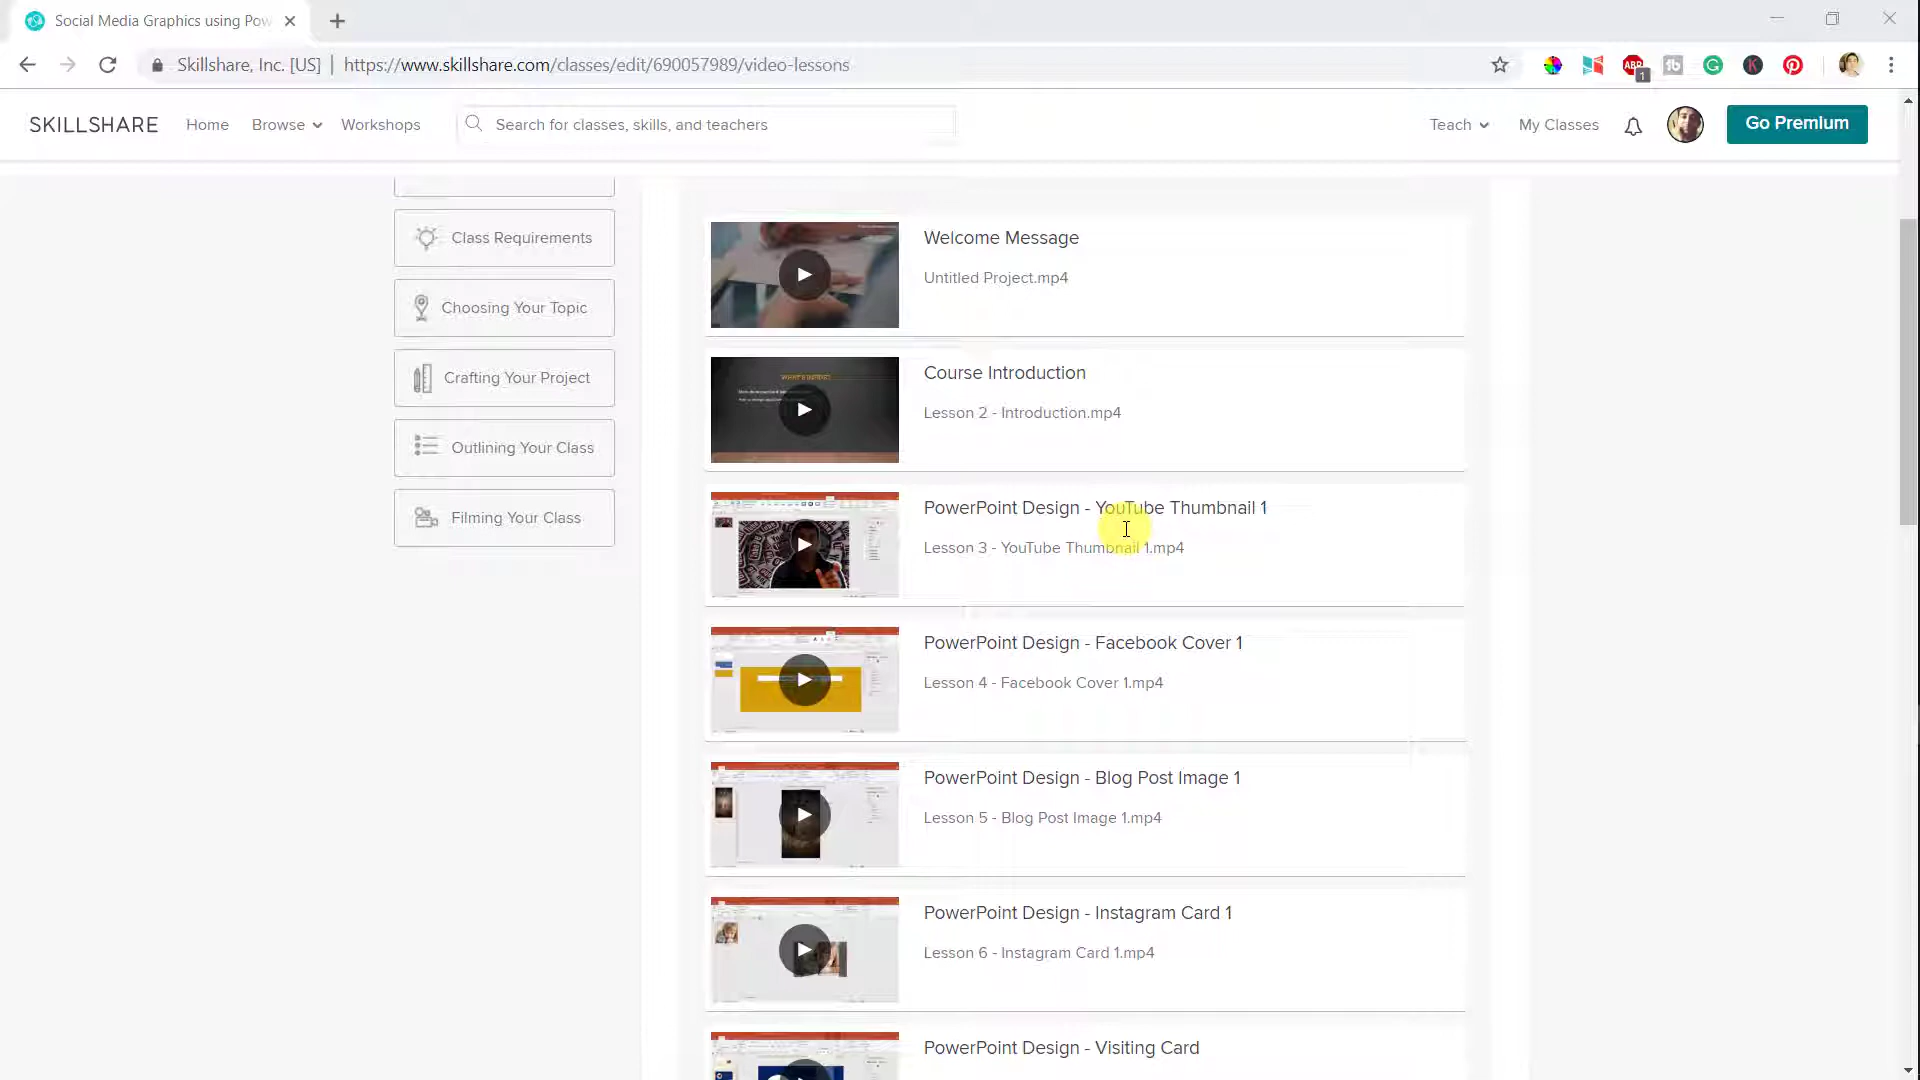 Social Media Graphics using Pow
Skillshare, Inc. [US] | https://www.skillshare.com/classes/edit/690057989/video-lessons
ABP
1
SKILLSHARE Home Browse Workshops Search for classes, skills, and teachers Teach My Classes Go Premium
Class Requirements
Choosing Your Topic
Crafting Your Project
Outlining Your Class
Filming Your Class
Welcome Message
Untitled Project.mp4
Course Introduction
Lesson 2 - Introduction.mp4
PowerPoint Design - YouTube Thumbnail 1
Lesson 3 - YouTube Thumbnail 1.mp4
PowerPoint Design - Facebook Cover 1
Lesson 4 - Facebook Cover 1.mp4
PowerPoint Design - Blog Post Image 1
Lesson 5 - Blog Post Image 1.mp4
PowerPoint Design - Instagram Card 1
Lesson 6 - Instagram Card 1.mp4
PowerPoint Design - Visiting Card